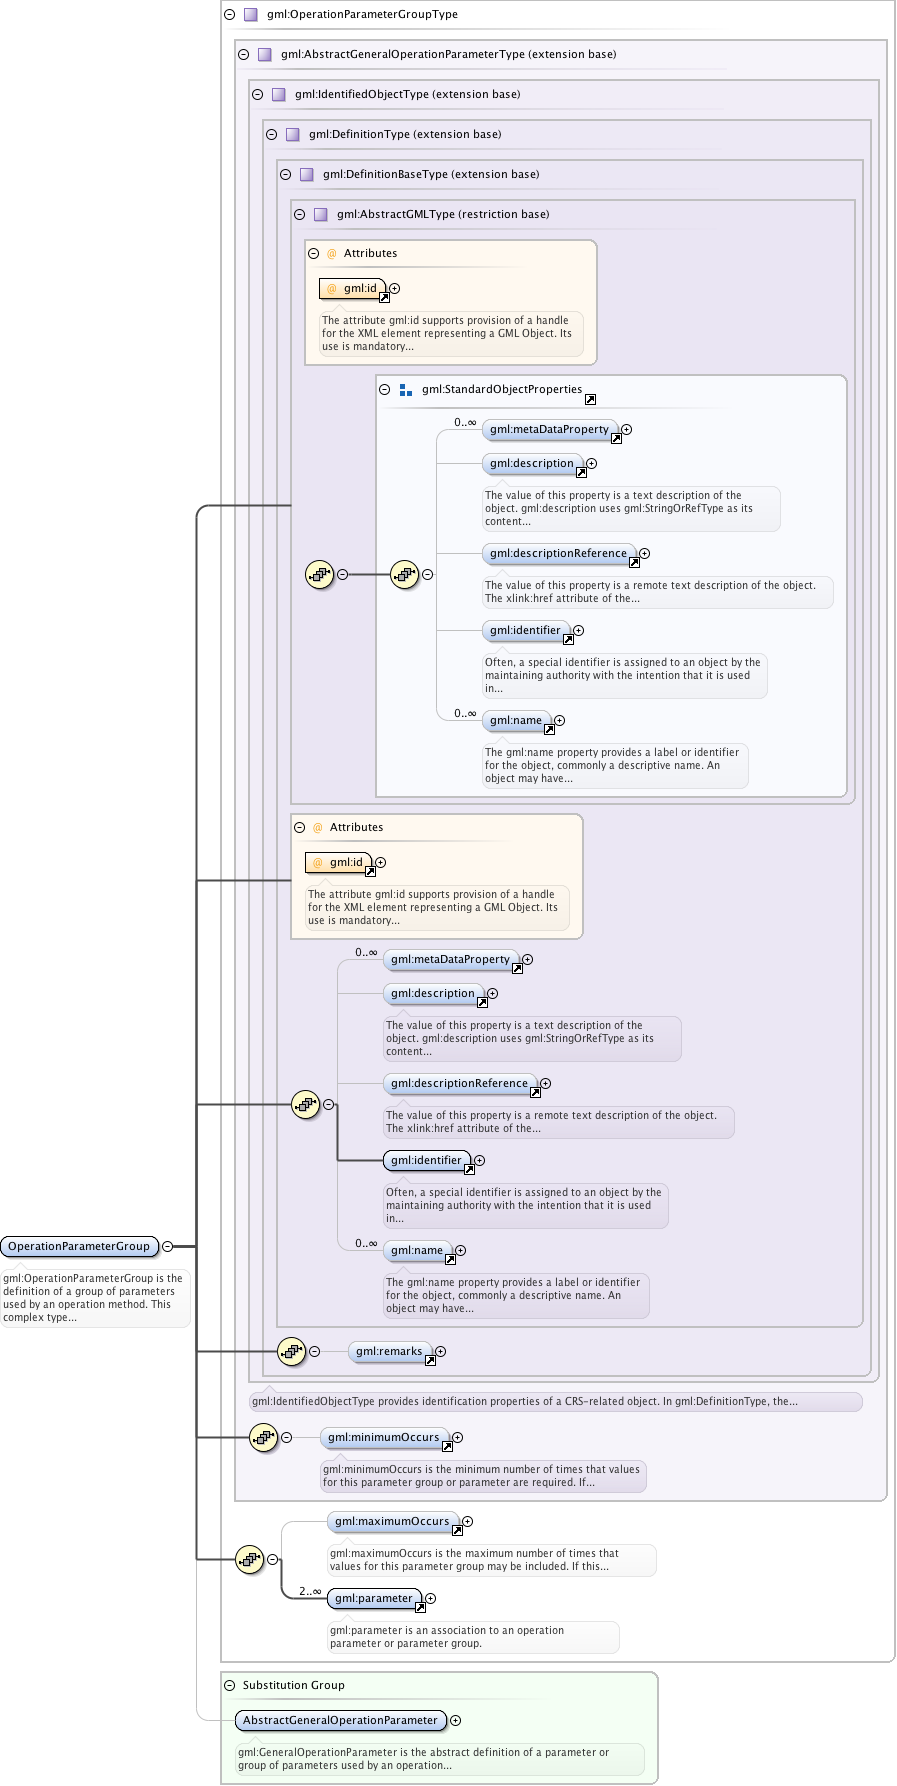 gml:OperationParameterGroupType
gml:AbstractGeneralOperationParameterType (extension base)
gml:IdentifiedObjectType (extension base)
gml:DefinitionType (extension base)
gml:DefinitionBaseType (extension base)
gml:AbstractGMLType (restriction base)
@ Attributes
@ gml:id
The attribute gml:id supports provision of a handle
for the XML element representing a GML Object. Its
use is mandatory...
gml:StandardObjectProperties
0..∞
gml:metaDataProperty
gml:description
The value of this property is a text description of the
object. gml:description uses gml:StringOrRefType as its
content...
gml:descriptionReference
The value of this property is a remote text description of the object.
The xlink:href attribute of the...
gml:identifier
Often, a special identifier is assigned to an object by the
maintaining authority with the intention that it is used
in...
0..∞
gml:name
The gml:name property provides a label or identifier
for the object, commonly a descriptive name. An
object may have...
@ Attributes
@ gml:id
The attribute gml:id supports provision of a handle
for the XML element representing a GML Object. Its
use is mandatory...
0..∞
gml:metaDataProperty
gml:description
The value of this property is a text description of the
object. gml:description uses gml:StringOrRefType as its
content...
gml:descriptionReference
The value of this property is a remote text description of the object.
The xlink:href attribute of the...
gml:identifier
Often, a special identifier is assigned to an object by the
maintaining authority with the intention that it is used
in...
0..∞
gml:name
The gml:name property provides a label or identifier
for the object, commonly a descriptive name. An
object may have...
OperationParameterGroup
gml:OperationParameterGroup is the
definition of a group of parameters
used by an operation method. This
complex type...
gml:remarks
gml:IdentifiedObjectType provides identification properties of a CRS-related object. In gml:DefinitionType, the...
gml:minimumOccurs
gml:minimumOccurs is the minimum number of times that values
for this parameter group or parameter are required. If...
gml:maximumOccurs
gml:maximumOccurs is the maximum number of times that
values for this parameter group may be included. If this...
2..∞
gml:parameter
gml:parameter is an association to an operation
parameter or parameter group.
Substitution Group
AbstractGeneralOperationParameter
gml:GeneralOperationParameter is the abstract definition of a parameter or
group of parameters used by an operation...